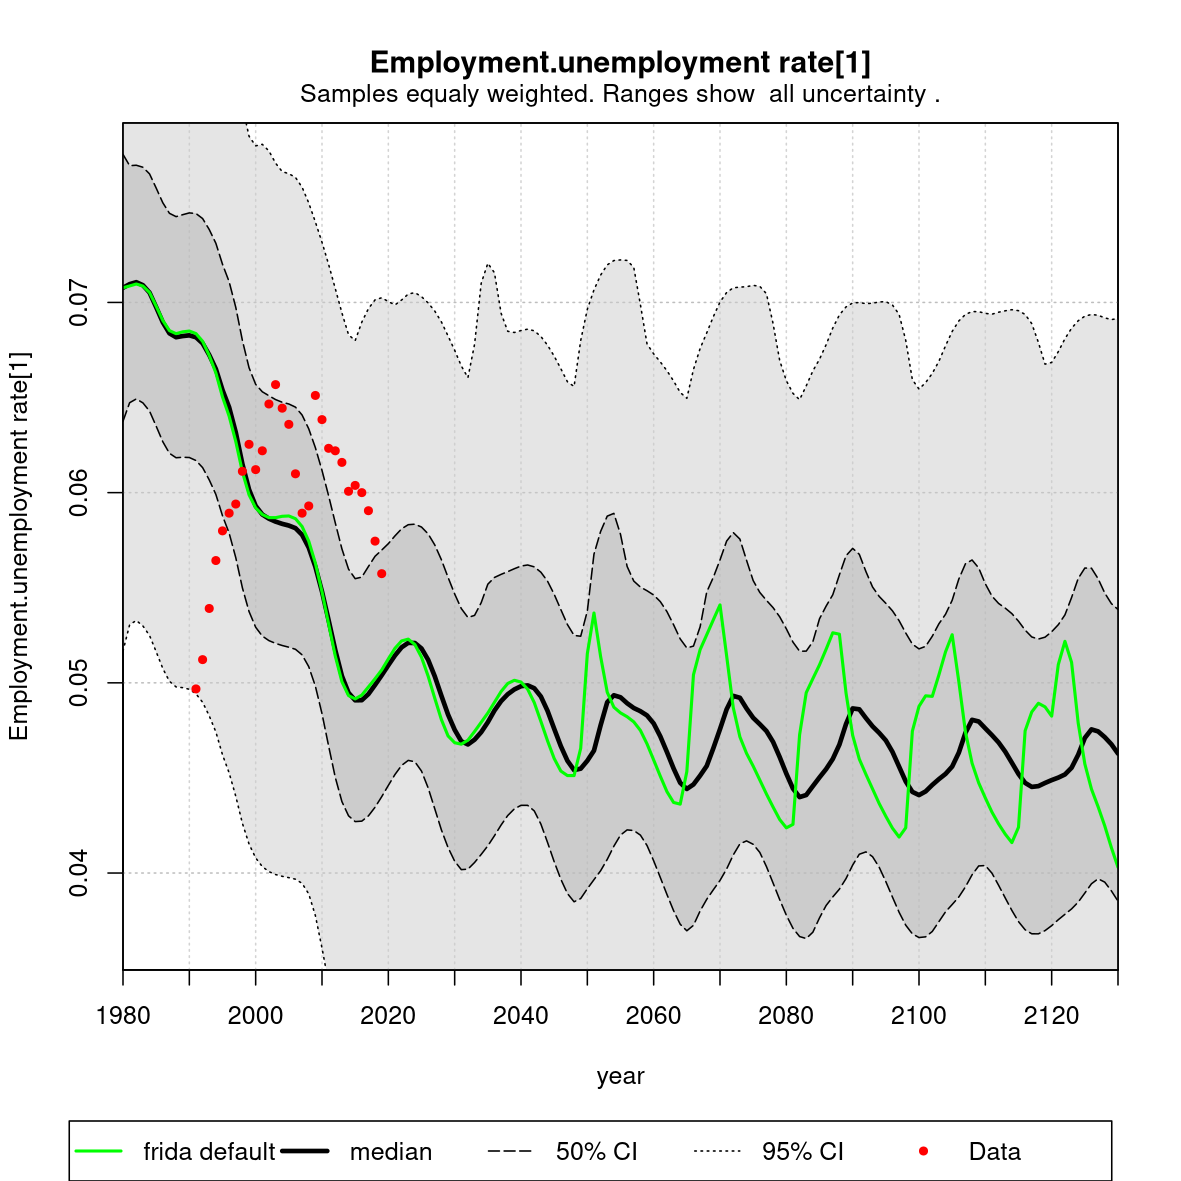 Employment.unemployment rate[1]
Samples equaly weighted. Ranges show  all uncertainty .
Employment.unemployment rate[1]
0.07
0.06
0.05
0.04
1980 2000 2020 2040 2060 2080 2100 2120
year
frida default median 50% CI 95% CI Data